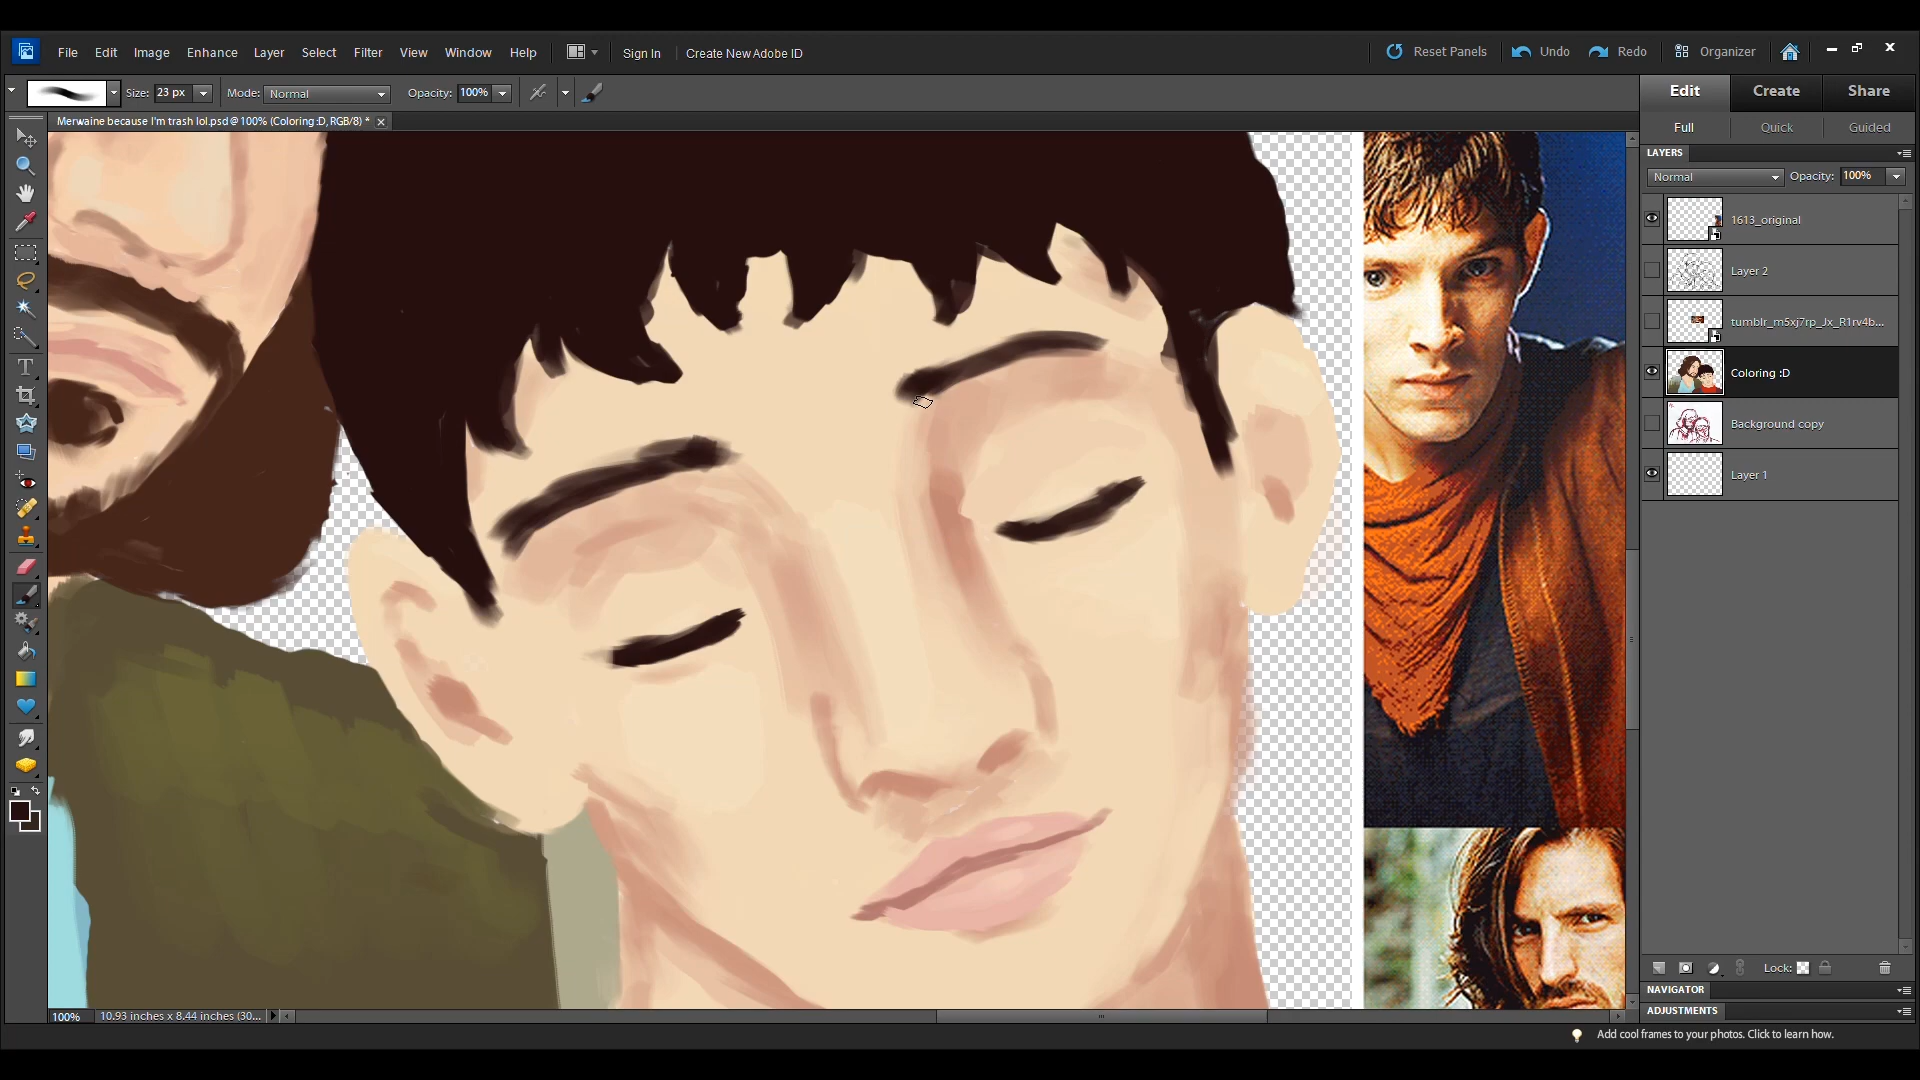 File Edit Image Enhance Layer Select Filter View Window Help Sign In Create New Adobe ID Reset Panels Undo Redo Organizer
Size: 23 px Mode: Normal Opacity: 100%
Edit Create Share
Merwaine because I'm trash lol.psd @ 100% (Coloring :D, RGB/8) *
Full Quick Guided
LAYERS
Normal Opacity: 100%
1613_original
Layer 2
tumblr_m5xj7rp_Jx_R1rv4b...
Coloring :D
Background copy
Layer 1
Lock:
NAVIGATOR
ADJUSTMENTS
100% 10.93 inches x 8.44 inches (30...
Add cool frames to your photos. Click to learn how.